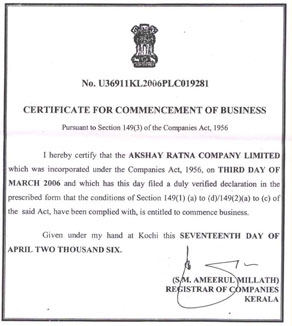 No. U36911KL2006PLC019281
CERTIFICATE FOR COMMENCEMENT OF BUSINESS
Pursuant to Section 149(3) of the Companies Act, 1956
I hereby certify that the AKSHAY RATNA COMPANY LIMITED
which was incorporated under the Companies Act, 1956, on THIRD DAY OF
MARCH 2006 and which has this day filed a duly verified declaration in
the prescribed form that the conditions of Section 149(1) (a) to (d)/149(2)(a) to (c) of
the said Act, have been complied with, is entitled to commence business.
Given under my hand at Kochi this SEVENTEENTH DAY OF
APRIL TWO THOUSAND SIX.
(S.M. AMEERUL MILLATH)
REGISTRAR OF COMPANIES
KERALA